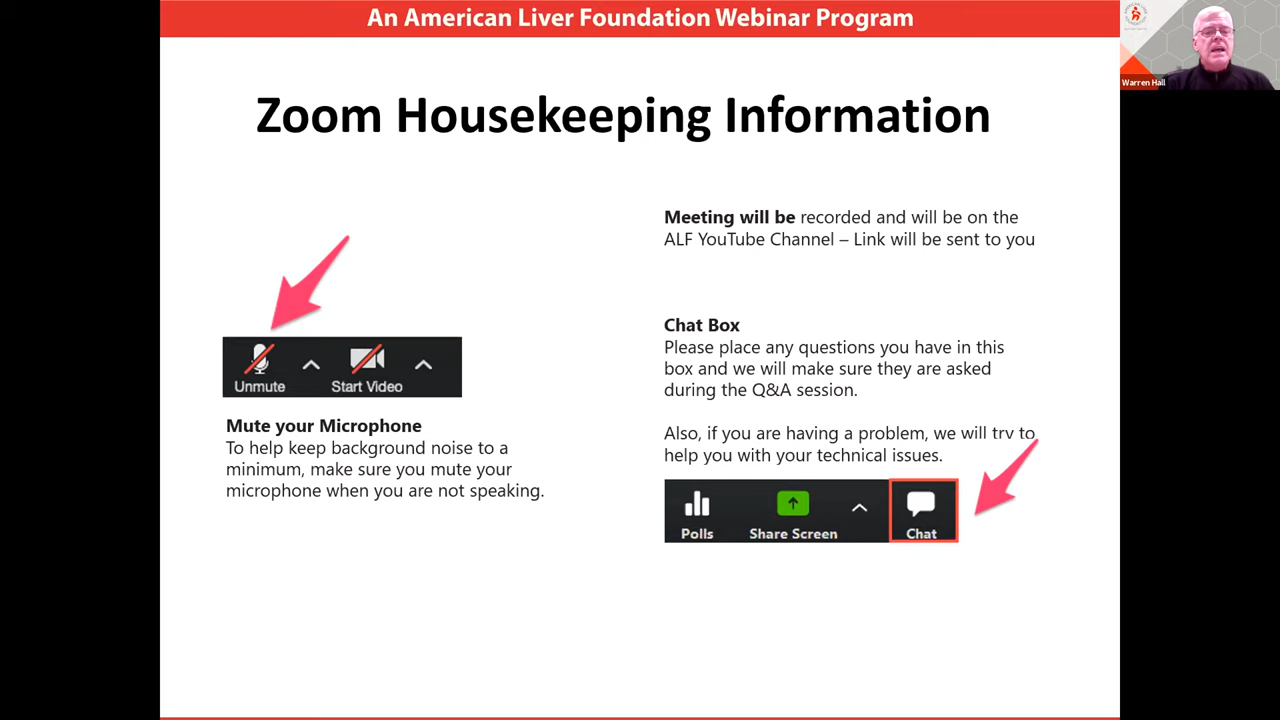 An American Liver Foundation Webinar Program
Warren Hall
Zoom Housekeeping Information
Unmute
Start Video
Mute your Microphone
To help keep background noise to a
minimum, make sure you mute your
microphone when you are not speaking.
Meeting will be recorded and will be on the
ALF YouTube Channel – Link will be sent to you
Chat Box
Please place any questions you have in this
box and we will make sure they are asked
during the Q&A session.
Also, if you are having a problem, we will try to
help you with your technical issues.
Polls
Share Screen
Chat